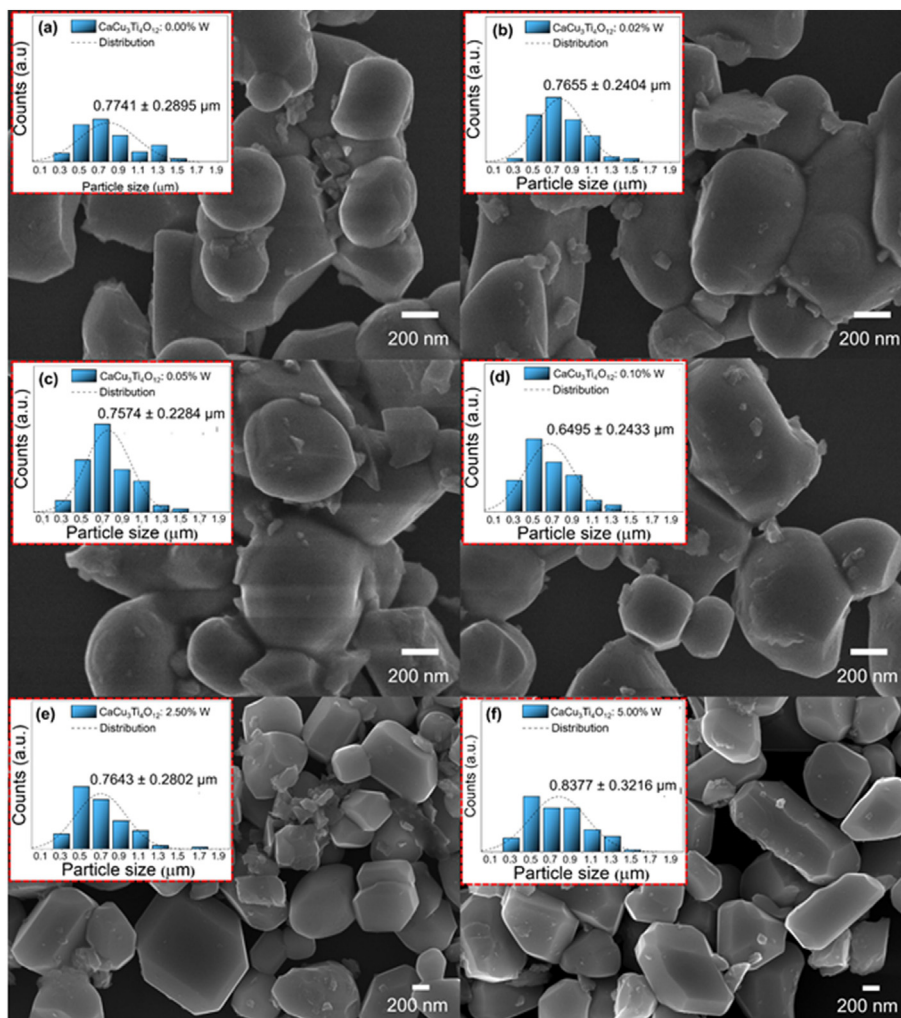 (a)
CaCu₃Ti₄O₁₂: 0.00% W
Distribution
0.7741 ± 0.2895 µm
Counts (a.u)
0.1 0.3 0.5 0.7 0.9 1.1 1.3 1.5 1.7 1.9
Particle size (µm)
200 nm
(b)
CaCu₃Ti₄O₁₂: 0.02% W
Distribution
0.7655 ± 0.2404 µm
Counts (a.u.)
0.1 0.3 0.5 0.7 0.9 1.1 1.3 1.5 1.7 1.9
Particle size (µm)
200 nm
(c)
CaCu₃Ti₄O₁₂: 0.05% W
Distribution
0.7574 ± 0.2284 µm
Counts (a.u.)
0.1 0.3 0.5 0.7 0.9 1.1 1.3 1.5 1.7 1.9
Particle size (µm)
200 nm
(d)
CaCu₃Ti₄O₁₂: 0.10% W
Distribution
0.6495 ± 0.2433 µm
Counts (a.u.)
0.1 0.3 0.5 0.7 0.9 1.1 1.3 1.5 1.7 1.9
Particle size (µm)
200 nm
(e)
CaCu₃Ti₄O₁₂: 2.50% W
Distribution
0.7643 ± 0.2802 µm
Counts (a.u.)
0.1 0.3 0.5 0.7 0.9 1.1 1.3 1.5 1.7 1.9
Particle size (µm)
200 nm
(f)
CaCu₃Ti₄O₁₂: 5.00% W
Distribution
0.8377 ± 0.3216 µm
Counts (a.u.)
0.1 0.3 0.5 0.7 0.9 1.1 1.3 1.5 1.7 1.9
Particle size (µm)
200 nm